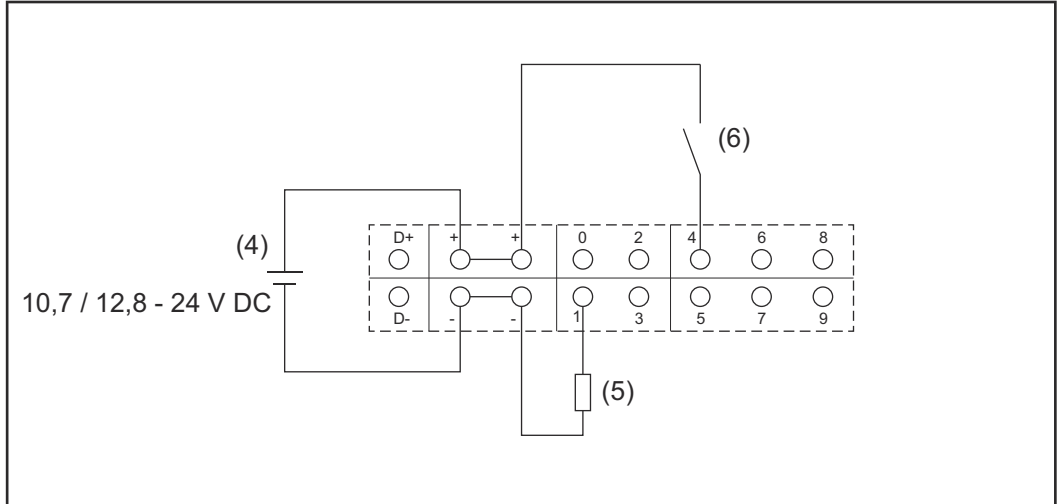 (6)
(4)
10,7 / 12,8 - 24 V DC
D+ + + 0 2 4 6 8
D- - - 1 3 5 7 9
(5)